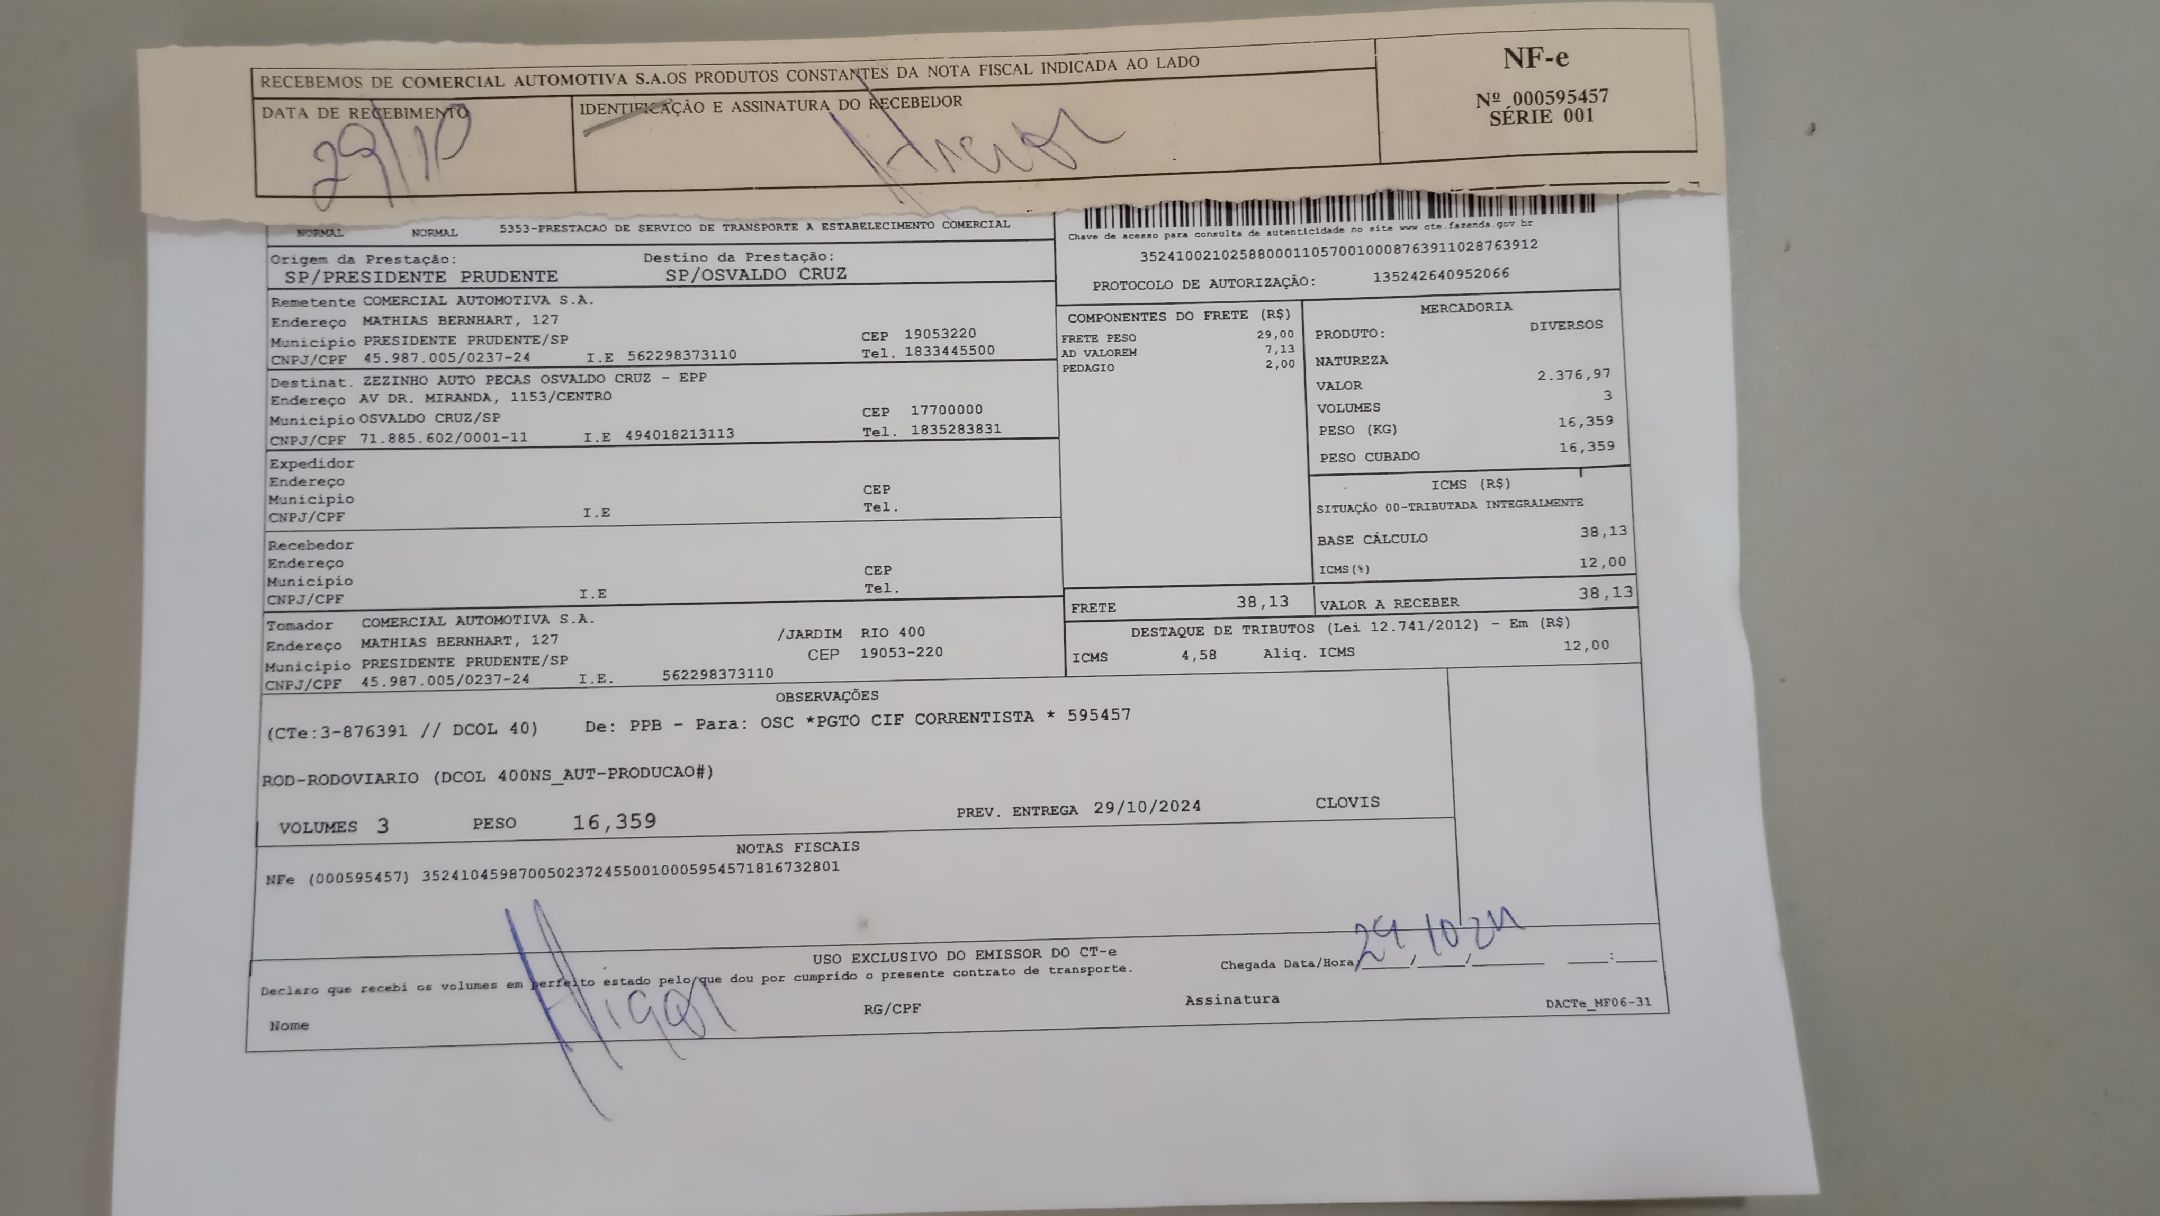 RECEBEMOS DE COMERCIAL AUTOMOTIVA S.A.OS PRODUTOS CONSTANTES DA NOTA FISCAL INDICADA AO LADO
DATA DE RECEBIMENTO
29/10
IDENTIFICAÇÃO E ASSINATURA DO RECEBEDOR
NF-e
Nº 000595457
SÉRIE 001
NORMAL NORMAL 5353-PRESTACAO DE SERVICO DE TRANSPORTE A ESTABELECIMENTO COMERCIAL
Origem da Prestação: Destino da Prestação:
SP/PRESIDENTE PRUDENTE SP/OSVALDO CRUZ
Chave de acesso para consulta de autenticidade no site www cte.fazenda.gov br
35241002102588000110570010008763911028763912
PROTOCOLO DE AUTORIZAÇÃO: 135242640952066
Remetente COMERCIAL AUTOMOTIVA S.A.
Endereço MATHIAS BERNHART, 127
Município PRESIDENTE PRUDENTE/SP CEP 19053220
CNPJ/CPF 45.987.005/0237-24 I.E 562298373110 Tel. 1833445500
Destinat. ZEZINHO AUTO PECAS OSVALDO CRUZ - EPP
Endereço AV DR. MIRANDA, 1153/CENTRO
Município OSVALDO CRUZ/SP CEP 17700000
CNPJ/CPF 71.885.602/0001-11 I.E 494018213113 Tel. 1835283831
Expedidor
Endereço
Município CEP
CNPJ/CPF I.E Tel.
Recebedor
Endereço
Município CEP
CNPJ/CPF I.E Tel.
Tomador COMERCIAL AUTOMOTIVA S.A.
Endereço MATHIAS BERNHART, 127 /JARDIM RIO 400
Município PRESIDENTE PRUDENTE/SP CEP 19053-220
CNPJ/CPF 45.987.005/0237-24 I.E. 562298373110
COMPONENTES DO FRETE (R$)
FRETE PESO 29,00
AD VALOREM 7,13
PEDAGIO 2,00
MERCADORIA
PRODUTO: DIVERSOS
NATUREZA
VALOR 2.376,97
VOLUMES 3
PESO (KG) 16,359
PESO CUBADO 16,359
ICMS (R$)
SITUAÇÃO 00-TRIBUTADA INTEGRALMENTE
BASE CÁLCULO 38,13
ICMS(%) 12,00
FRETE 38,13 VALOR A RECEBER 38,13
DESTAQUE DE TRIBUTOS (Lei 12.741/2012) - Em (R$)
ICMS 4,58 Aliq. ICMS 12,00
OBSERVAÇÕES
(CTe:3-876391 // DCOL 40) De: PPB - Para: OSC *PGTO CIF CORRENTISTA * 595457
ROD-RODOVIARIO (DCOL 400NS_AUT-PRODUCAO#)
VOLUMES 3 PESO 16,359 PREV. ENTREGA 29/10/2024 CLOVIS
NOTAS FISCAIS
NFe (000595457) 35241045987005023724550010005954571816732801
USO EXCLUSIVO DO EMISSOR DO CT-e
Declaro que recebi os volumes em perfeito estado pelo/que dou por cumprido o presente contrato de transporte.
Chegada Data/Hora: 29/10/24 __:__
Nome RG/CPF Assinatura DACTe_MF06-31